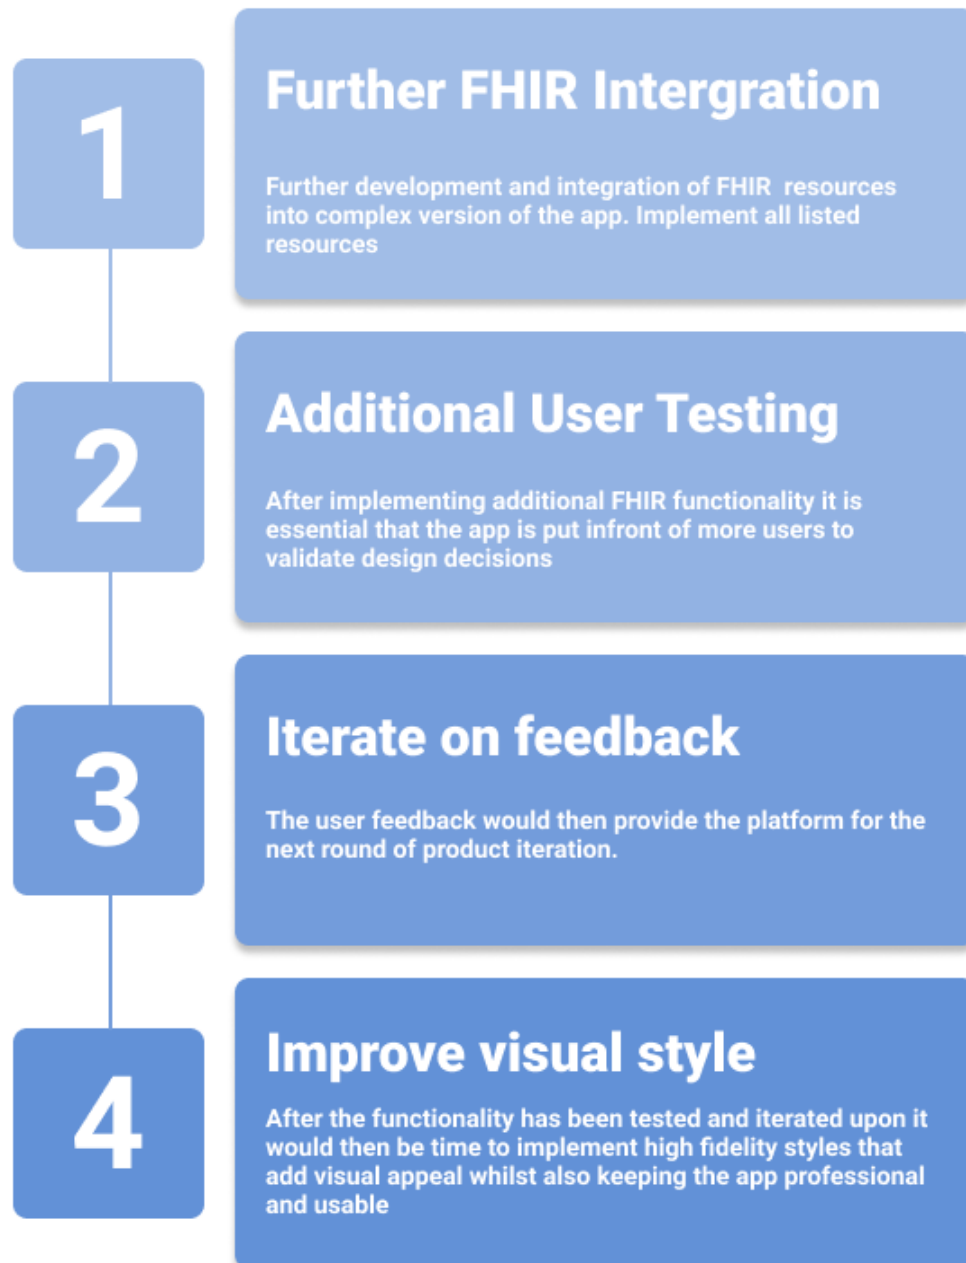 1
Further FHIR Intergration
Further development and integration of FHIR  resources
into complex version of the app. Implement all listed
resources
2
Additional User Testing
After implementing additional FHIR functionality it is
essential that the app is put infront of more users to
validate design decisions
3
Iterate on feedback
The user feedback would then provide the platform for the
next round of product iteration.
4
Improve visual style
After the functionality has been tested and iterated upon it
would then be time to implement high fidelity styles that
add visual appeal whilst also keeping the app professional
and usable